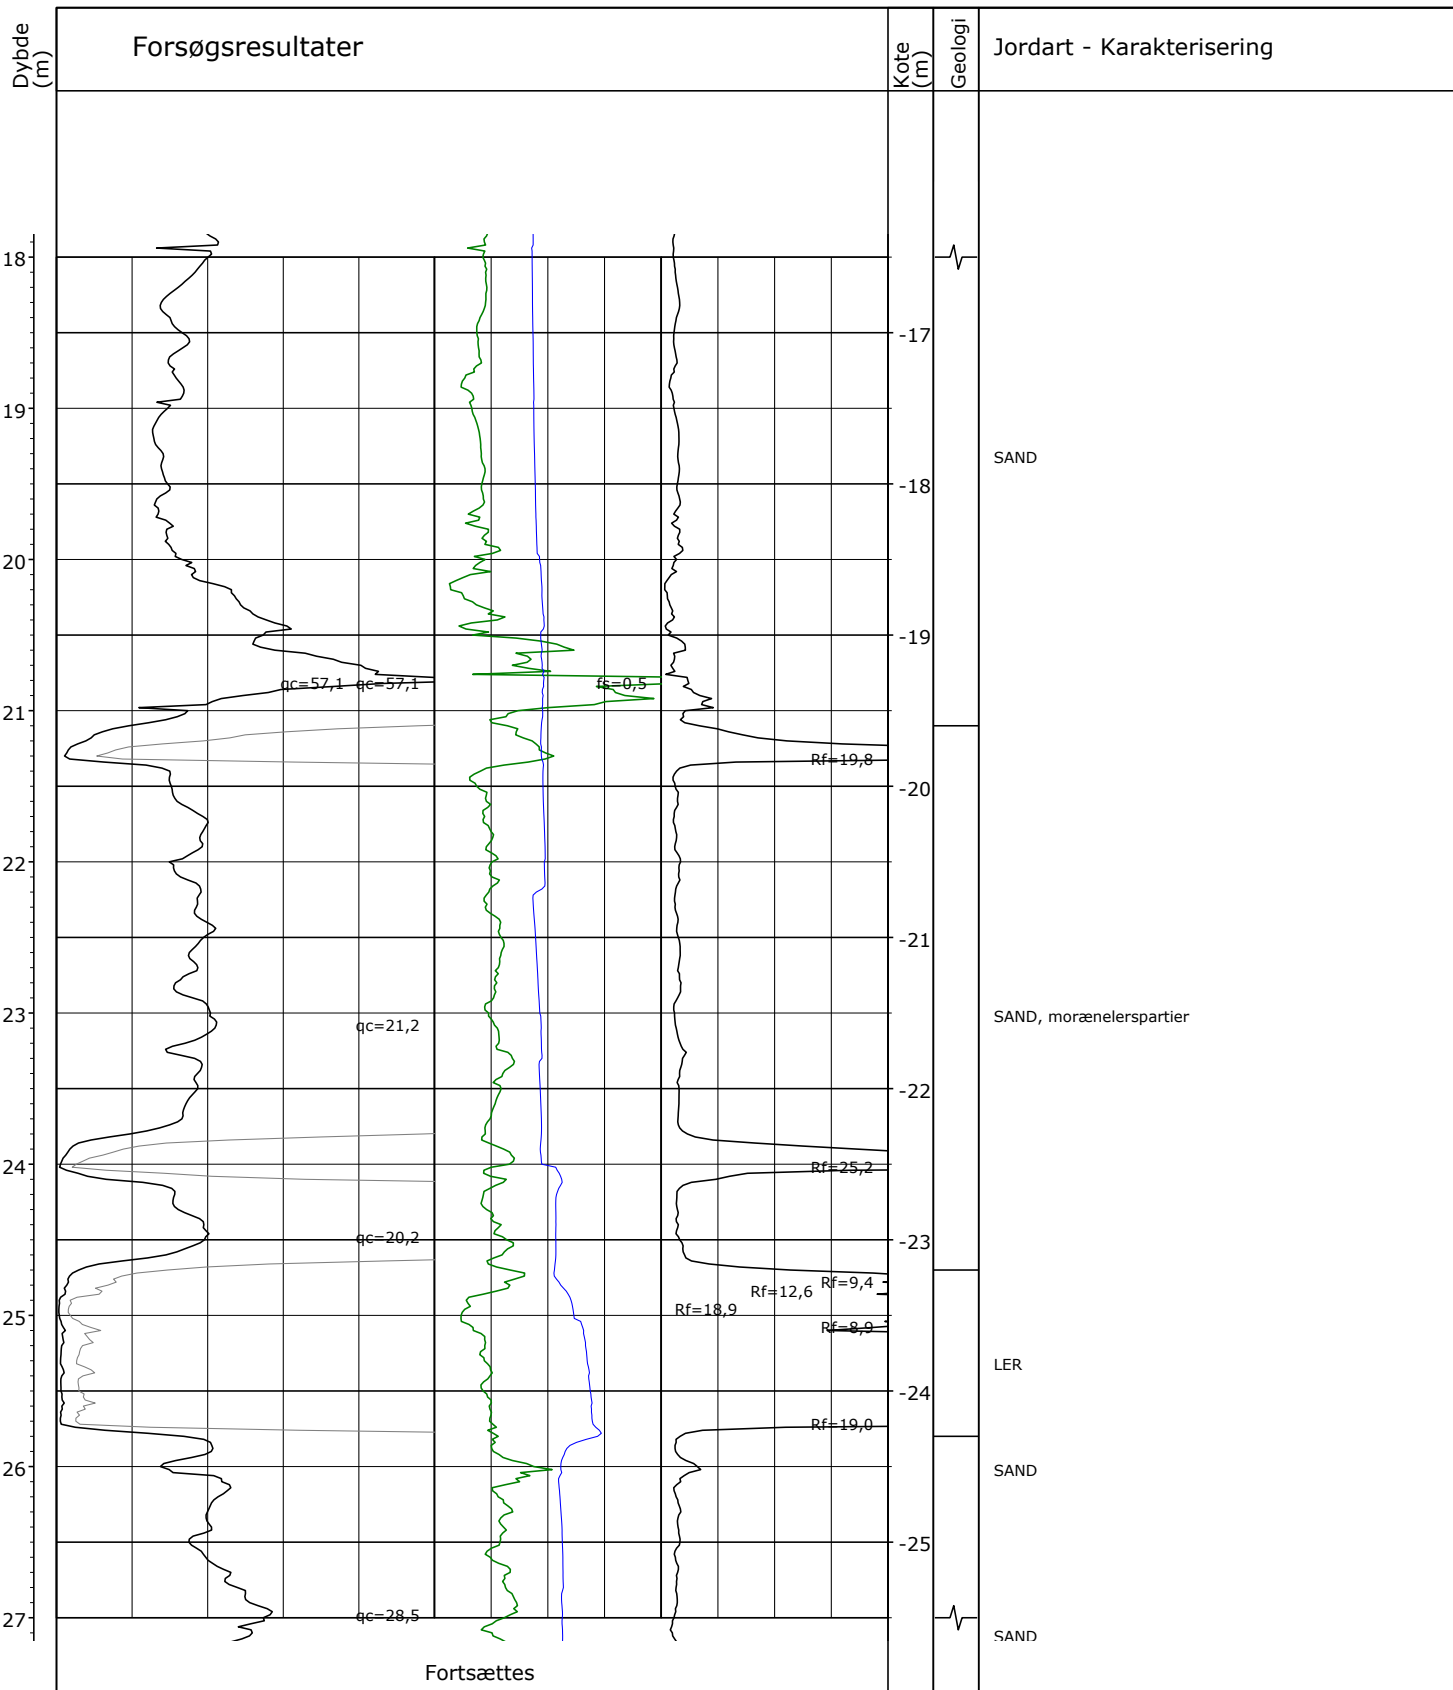 Dybde
(m)
Forsøgsresultater
Kote
(m)
Geologi
Jordart - Karakterisering
18
-17
19
SAND
-18
20
-19
qc=57,1
qc=57,1
fs=0,5
21
Rf=19,8
-20
22
-21
23
qc=21,2
SAND, morænelerspartier
-22
24
Rf=25,2
qc=20,2
-23
Rf=9,4
Rf=12,6
Rf=18,9
25
Rf=8,9
LER
-24
Rf=19,0
26
SAND
-25
27
qc=28,5
SAND
Fortsættes